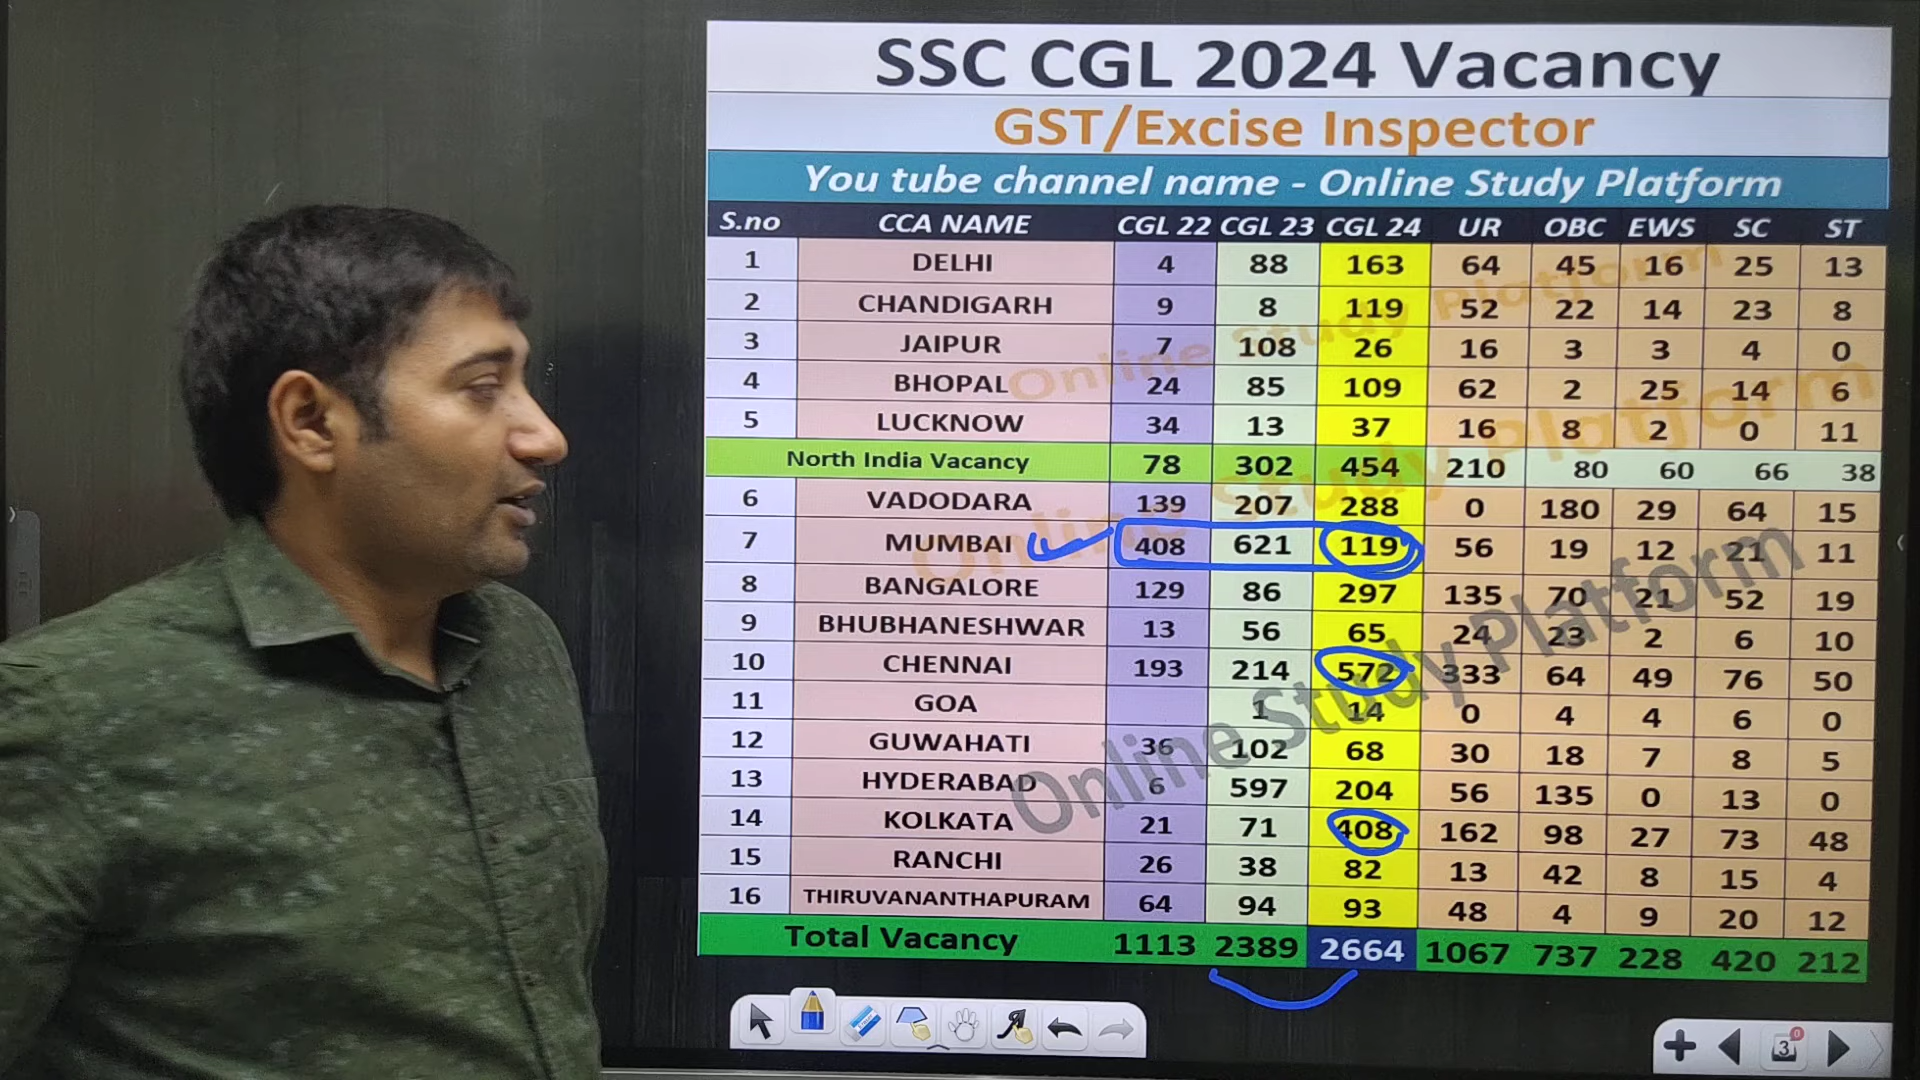 SSC CGL 2024 Vacancy
GST/Excise Inspector
You tube channel name - Online Study Platform
S.no CCA NAME CGL 22 CGL 23 CGL 24 UR OBC EWS SC ST
1 DELHI 4 88 163 64 45 16 25 13
2 CHANDIGARH 9 8 119 52 22 14 23 8
3 JAIPUR 7 108 26 16 3 3 4 0
4 BHOPAL 24 85 109 62 2 25 14 6
5 LUCKNOW 34 13 37 16 8 2 0 11
North India Vacancy 78 302 454 210 80 60 66 38
6 VADODARA 139 207 288 0 180 29 64 15
7 MUMBAI 408 621 119 56 19 12 21 11
8 BANGALORE 129 86 297 135 70 21 52 19
9 BHUBHANESHWAR 13 56 65 24 23 2 6 10
10 CHENNAI 193 214 572 333 64 49 76 50
11 GOA 1 14 0 4 4 6 0
12 GUWAHATI 36 102 68 30 18 7 8 5
13 HYDERABAD 6 597 204 56 135 0 13 0
14 KOLKATA 21 71 408 162 98 27 73 48
15 RANCHI 26 38 82 13 42 8 15 4
16 THIRUVANANTHAPURAM 64 94 93 48 4 9 20 12
Total Vacancy 1113 2389 2664 1067 737 228 420 212
Online Study Platform
Online Study Platform
Online Study Platform
3
0